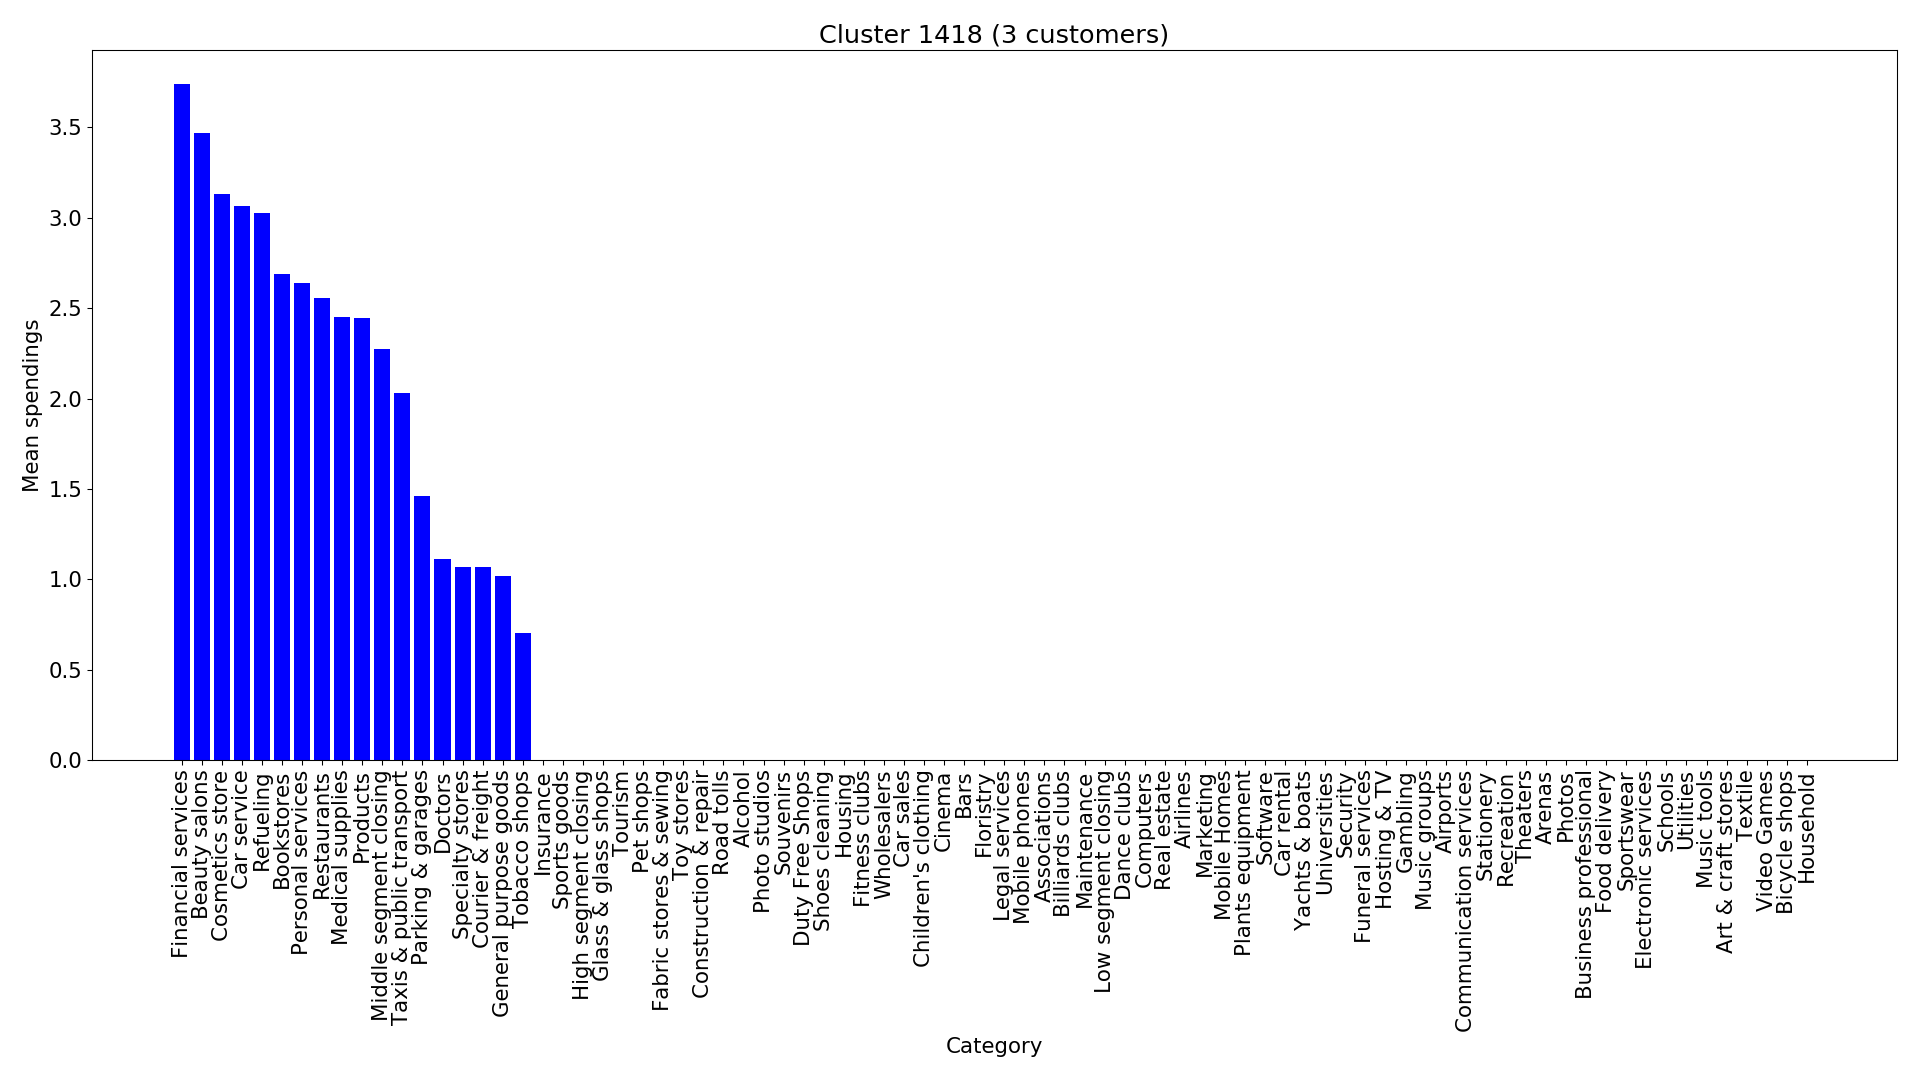 Cluster 1418 (3 customers)
Mean spendings
3.5
3.0
2.5
2.0
1.5
1.0
0.5
0.0
Financial services
Beauty salons
Cosmetics store
Car service
Refueling
Bookstores
Personal services
Restaurants
Medical supplies
Products
Middle segment closing
Taxis & public transport
Parking & garages
Doctors
Specialty stores
Courier & freight
General purpose goods
Tobacco shops
Insurance
Sports goods
High segment closing
Glass & glass shops
Tourism
Pet shops
Fabric stores & sewing
Toy stores
Construction & repair
Road tolls
Alcohol
Photo studios
Souvenirs
Duty Free Shops
Shoes cleaning
Housing
Fitness clubs
Wholesalers
Car sales
Children's clothing
Cinema
Bars
Floristry
Legal services
Mobile phones
Associations
Billiards clubs
Maintenance
Low segment closing
Dance clubs
Computers
Real estate
Airlines
Marketing
Mobile Homes
Plants equipment
Software
Car rental
Yachts & boats
Universities
Security
Funeral services
Hosting & TV
Gambling
Music groups
Airports
Communication services
Stationery
Recreation
Theaters
Arenas
Photos
Business professional
Food delivery
Sportswear
Electronic services
Schools
Utilities
Music tools
Art & craft stores
Textile
Video Games
Bicycle shops
Household
Category